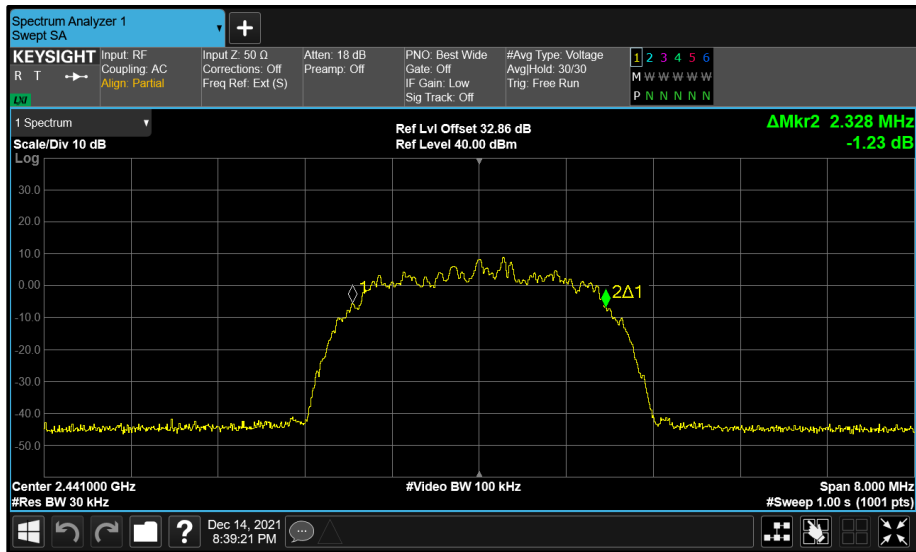 Spectrum Analyzer 1
Swept SA
+
KEYSIGHT
R T
LXI
Input: RF
Coupling: AC
Align: Partial
Input Z: 50 Ω
Corrections: Off
Freq Ref: Ext (S)
Atten: 18 dB
Preamp: Off
PNO: Best Wide
Gate: Off
IF Gain: Low
Sig Track: Off
#Avg Type: Voltage
Avg|Hold: 30/30
Trig: Free Run
1 2 3 4 5 6
M W W W W W
P N N N N N
1 Spectrum
Scale/Div 10 dB
Ref Lvl Offset 32.86 dB
Ref Level 40.00 dBm
ΔMkr2 2.328 MHz
-1.23 dB
Log
30.0
20.0
10.0
0.00
-10.0
-20.0
-30.0
-40.0
-50.0
1
2Δ1
Center 2.441000 GHz
#Res BW 30 kHz
#Video BW 100 kHz
Span 8.000 MHz
#Sweep 1.00 s (1001 pts)
?
Dec 14, 2021
8:39:21 PM